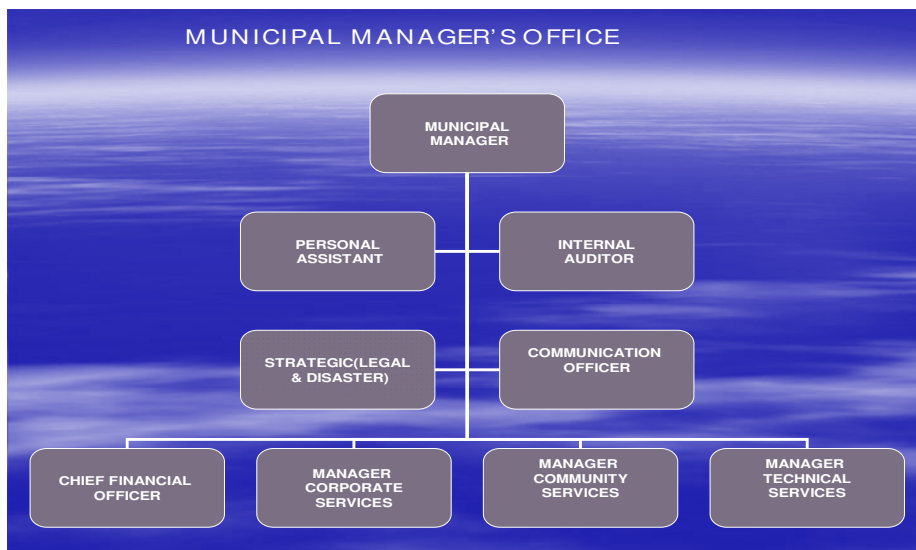 MUNICIPAL MANAGER'S OFFICE
MUNICIPAL
MANAGER
PERSONAL
ASSISTANT
INTERNAL
AUDITOR
STRATEGIC(LEGAL
& DISASTER)
COMMUNICATION
OFFICER
CHIEF FINANCIAL
OFFICER
MANAGER
CORPORATE
SERVICES
MANAGER
COMMUNITY
SERVICES
MANAGER
TECHNICAL
SERVICES